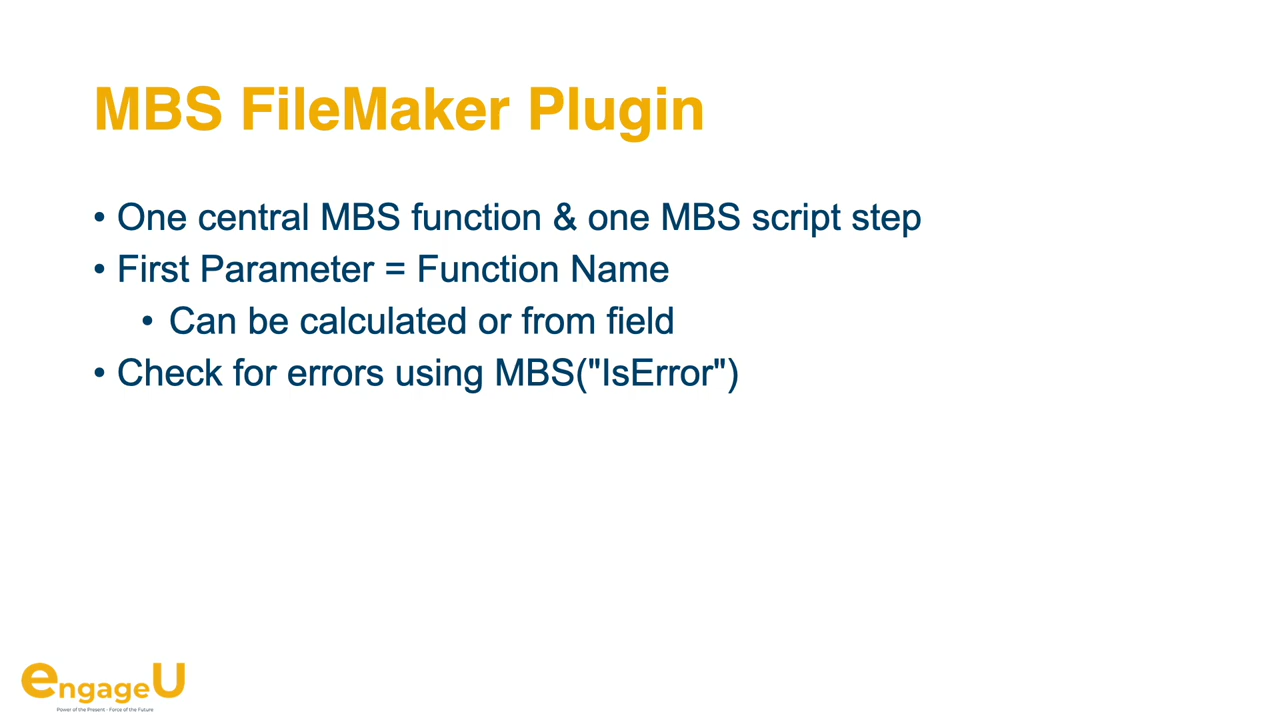 MBS FileMaker Plugin
• One central MBS function & one MBS script step
• First Parameter = Function Name
• Can be calculated or from field
• Check for errors using MBS("IsError")
engageU
Power of the Present - Force of the Future